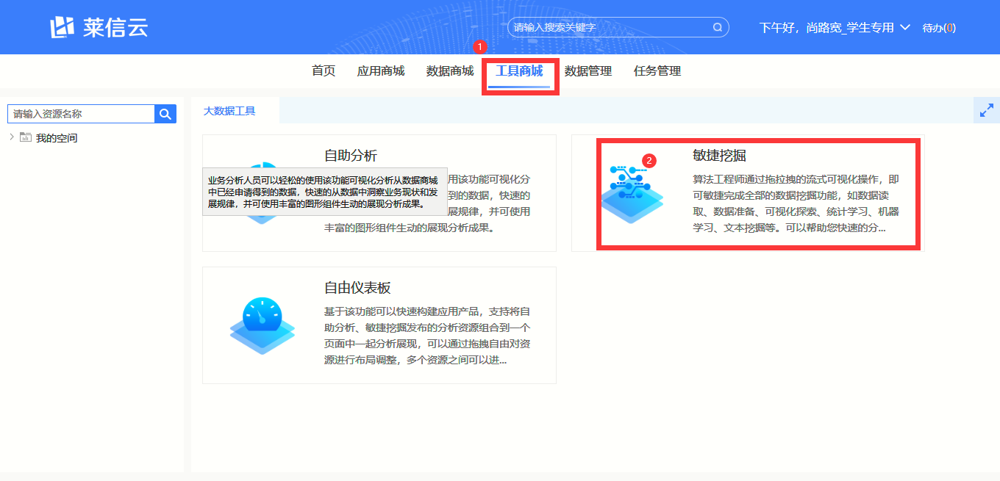 莱信云
请输入搜索关键字
下午好，尚路宽_学生专用
待办(0)
1
首页
应用商城
数据商城
工具商城
数据管理
任务管理
请输入资源名称
我的空间
大数据工具
自助分析
用该功能可视化分
到的数据，快速的
展规律，并可使用
丰富的图形组件生动的展现分析成果。
业务分析人员可以轻松的使用该功能可视化分析从数据商城
中已经申请得到的数据，快速的从数据中洞察业务现状和发
展规律，并可使用丰富的图形组件生动的展现分析成果。
2
敏捷挖掘
算法工程师通过拖拉拽的流式可视化操作，即
可敏捷完成全部的数据挖掘功能，如数据读
取、数据准备、可视化探索、统计学习、机器
学习、文本挖掘等。可以帮助您快速的分...
自由仪表板
基于该功能可以快速构建应用产品，支持将自
助分析、敏捷挖掘发布的分析资源组合到一个
页面中一起分析展现，可以通过拖拽自由对资
源进行布局调整，多个资源之间可以进...